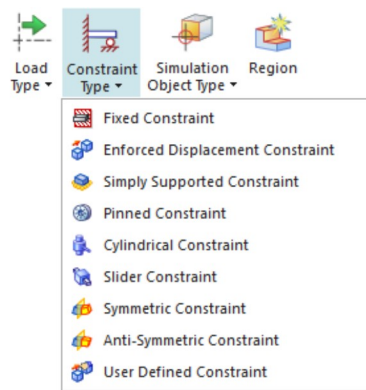 Load
Type
Constraint
Type
Simulation
Object Type
Region
Fixed Constraint
Enforced Displacement Constraint
Simply Supported Constraint
Pinned Constraint
Cylindrical Constraint
Slider Constraint
Symmetric Constraint
Anti-Symmetric Constraint
User Defined Constraint